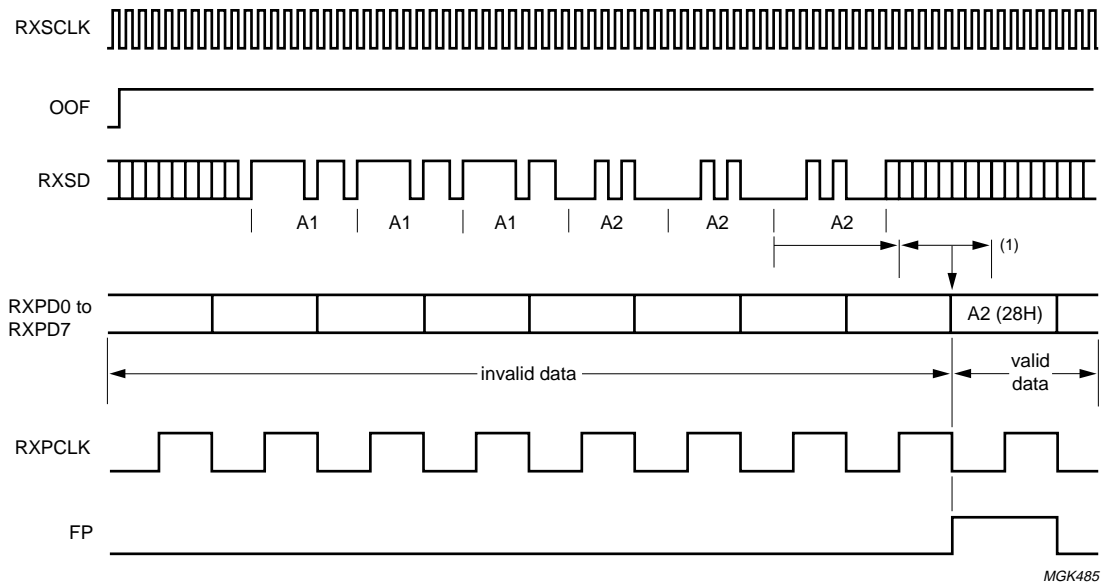 RXSCLK
OOF
RXSD
A1 A1 A1 A2 A2 A2
(1)
RXPD0 to
RXPD7
A2 (28H)
invalid data
valid
data
RXPCLK
FP
MGK485